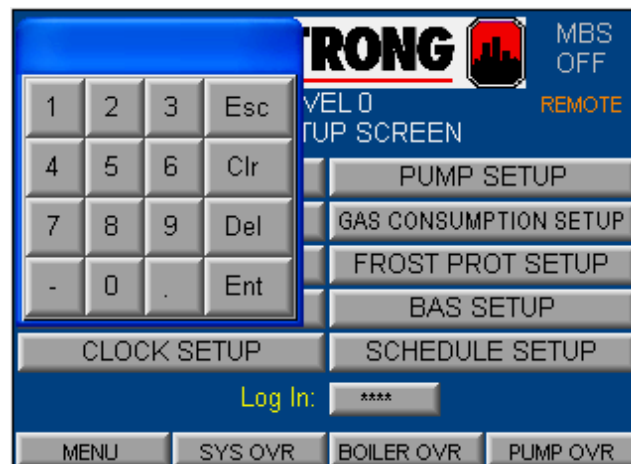 RONG
MBS
OFF
VEL 0
REMOTE
TUP SCREEN
1 2 3 Esc
4 5 6 Clr
7 8 9 Del
- 0 . Ent
PUMP SETUP
GAS CONSUMPTION SETUP
FROST PROT SETUP
BAS SETUP
CLOCK SETUP
SCHEDULE SETUP
Log In: ****
MENU
SYS OVR
BOILER OVR
PUMP OVR